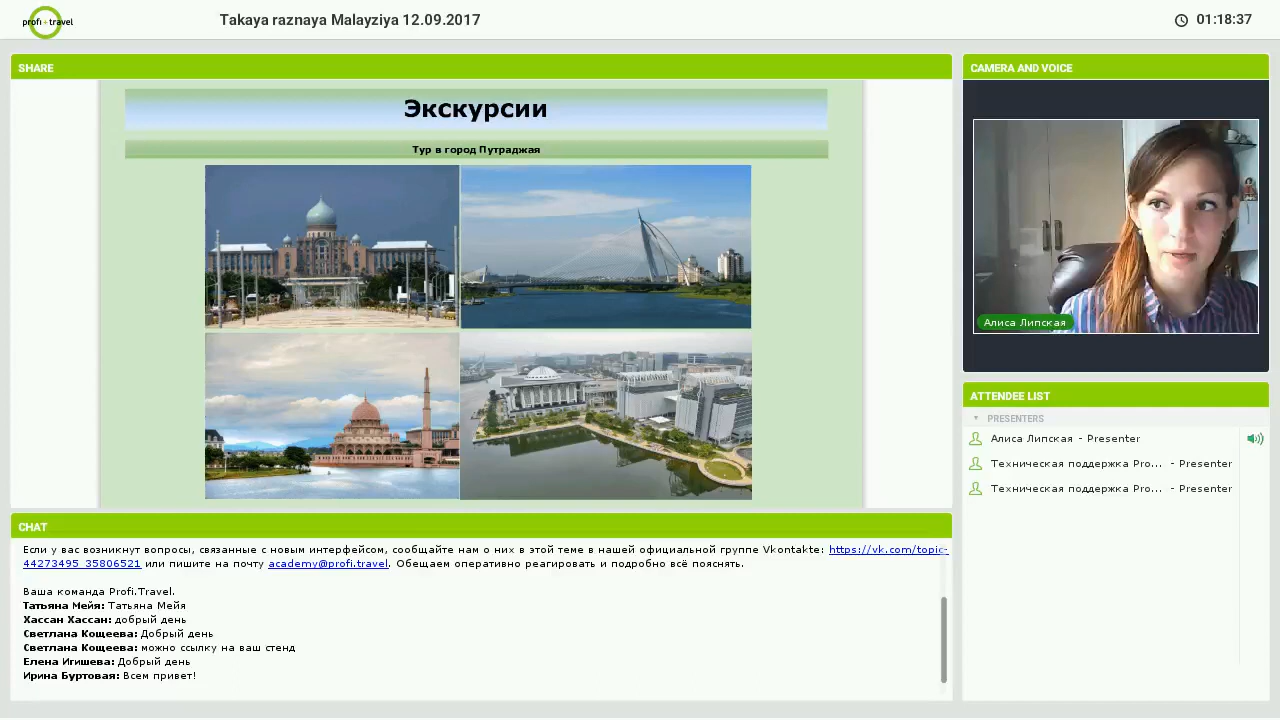 profi travel
Takaya raznaya Malayziya 12.09.2017
01:18:37
SHARE
Экскурсии
Тур в город Путраджая
CAMERA AND VOICE
Алиса Липская
ATTENDEE LIST
PRESENTERS
Алиса Липская - Presenter
Техническая поддержка Pro... - Presenter
Техническая поддержка Pro... - Presenter
CHAT
Если у вас возникнут вопросы, связанные с новым интерфейсом, сообщайте нам о них в этой теме в нашей официальной группе Vkontakte: https://vk.com/topic-
44273495_35806521 или пишите на почту academy@profi.travel. Обещаем оперативно реагировать и подробно всё пояснять.
Ваша команда Profi.Travel.
Татьяна Мейя: Татьяна Мейя
Хассан Хассан: добрый день
Светлана Кощеева: Добрый день
Светлана Кощеева: можно ссылку на ваш стенд
Елена Игишева: Добрый день
Ирина Буртовая: Всем привет!